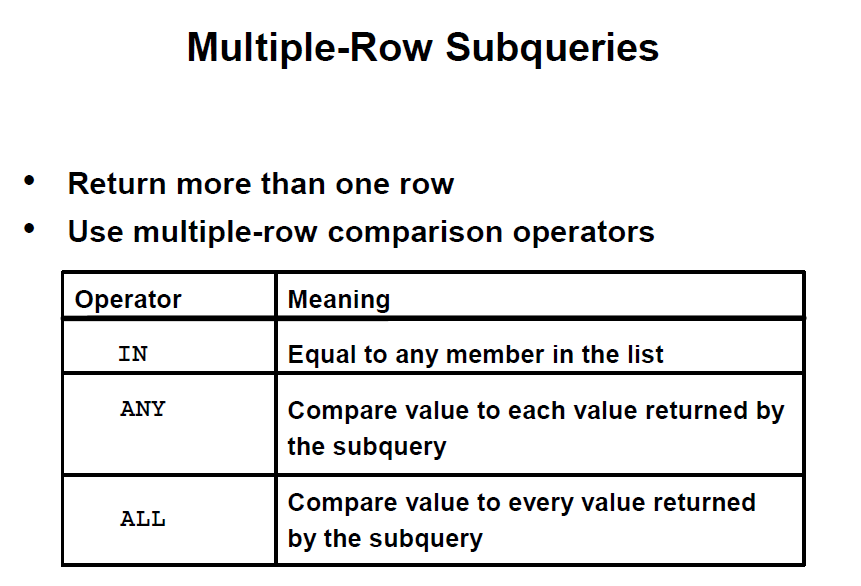 Multiple-Row Subqueries
• Return more than one row
• Use multiple-row comparison operators
Operator Meaning
IN Equal to any member in the list
ANY Compare value to each value returned by
the subquery
ALL Compare value to every value returned
by the subquery